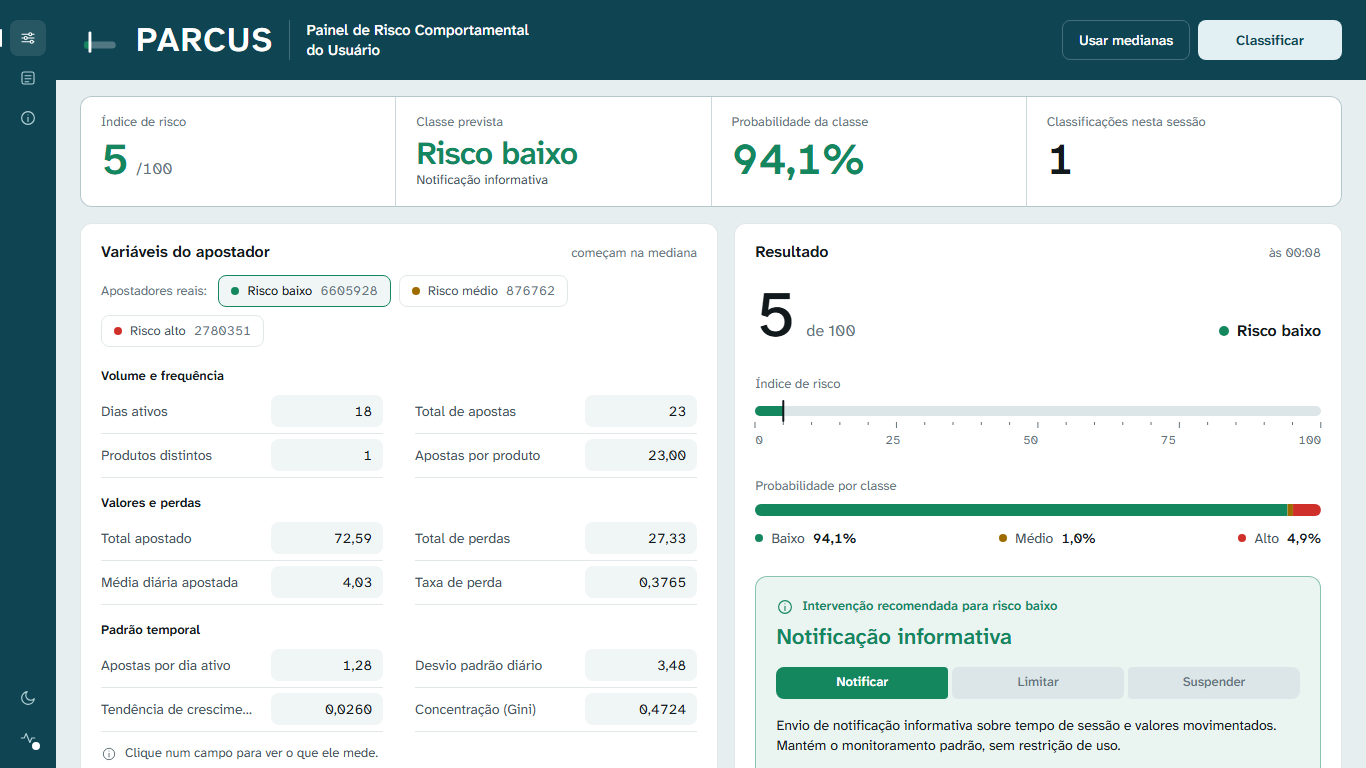 PARCUS
Painel de Risco Comportamental
do Usuário
Usar medianas
Classificar
Índice de risco
5 /100
Classe prevista
Risco baixo
Notificação informativa
Probabilidade da classe
94,1%
Classificações nesta sessão
1
Variáveis do apostador
começam na mediana
Apostadores reais:
Risco baixo 6605928
Risco médio 876762
Risco alto 2780351
Volume e frequência
Dias ativos 18
Total de apostas 23
Produtos distintos 1
Apostas por produto 23,00
Valores e perdas
Total apostado 72,59
Total de perdas 27,33
Média diária apostada 4,03
Taxa de perda 0,3765
Padrão temporal
Apostas por dia ativo 1,28
Desvio padrão diário 3,48
Tendência de crescime... 0,0260
Concentração (Gini) 0,4724
Clique num campo para ver o que ele mede.
Resultado
às 00:08
5 de 100
Risco baixo
Índice de risco
0 25 50 75 100
Probabilidade por classe
Baixo 94,1%
Médio 1,0%
Alto 4,9%
Intervenção recomendada para risco baixo
Notificação informativa
Notificar
Limitar
Suspender
Envio de notificação informativa sobre tempo de sessão e valores movimentados.
Mantém o monitoramento padrão, sem restrição de uso.